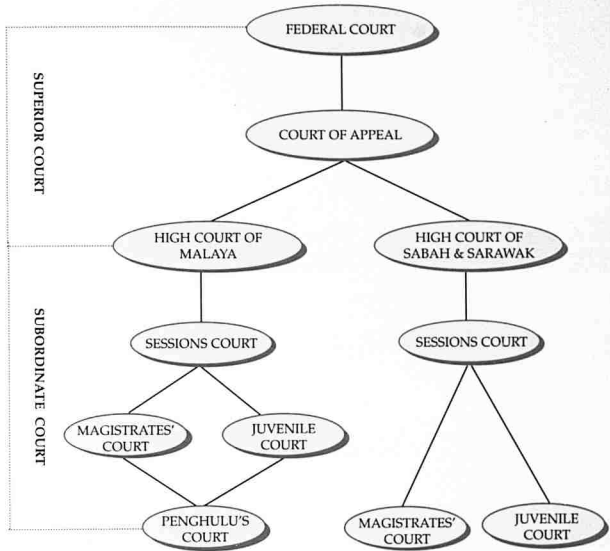 FEDERAL COURT
SUPERIOR COURT
COURT OF APPEAL
HIGH COURT OF
MALAYA
HIGH COURT OF
SABAH & SARAWAK
SUBORDINATE COURT
SESSIONS COURT
SESSIONS COURT
MAGISTRATES'
COURT
JUVENILE
COURT
PENGHULU'S
COURT
MAGISTRATES'
COURT
JUVENILE
COURT